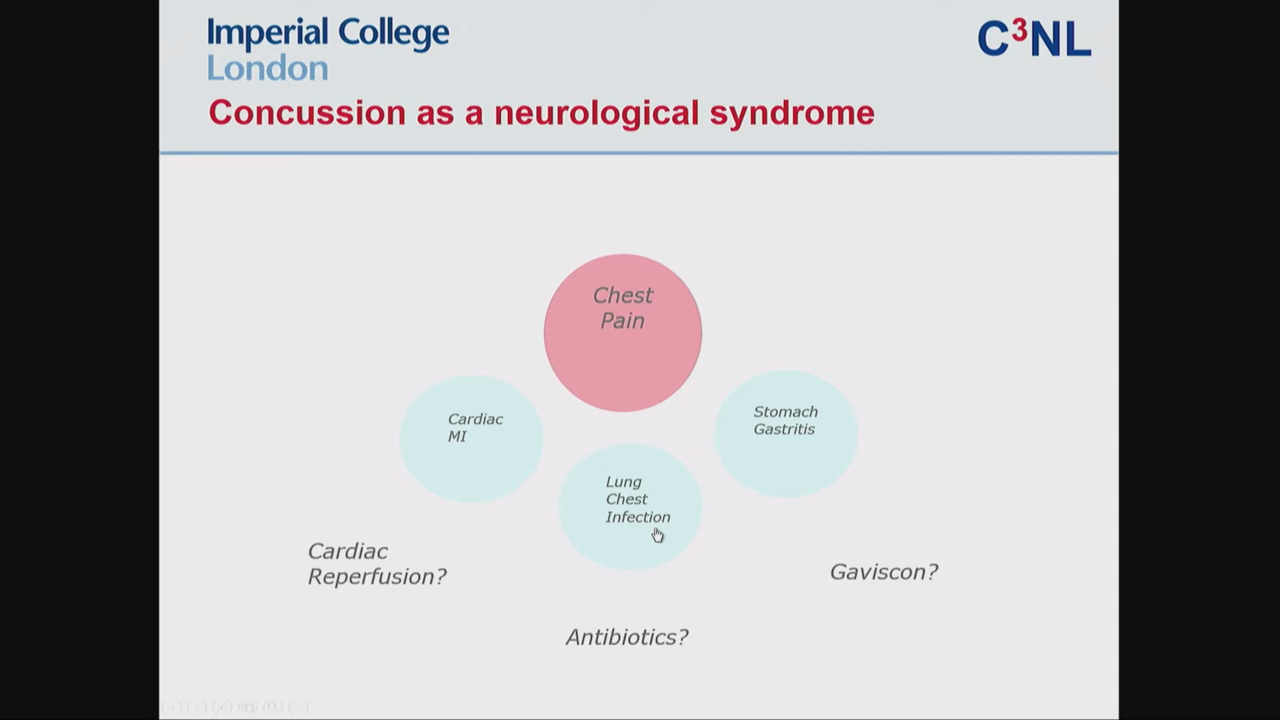 Imperial College
London
C³NL
Concussion as a neurological syndrome
Chest
Pain
Cardiac
MI
Stomach
Gastritis
Lung
Chest
Infection
Cardiac
Reperfusion?
Gaviscon?
Antibiotics?